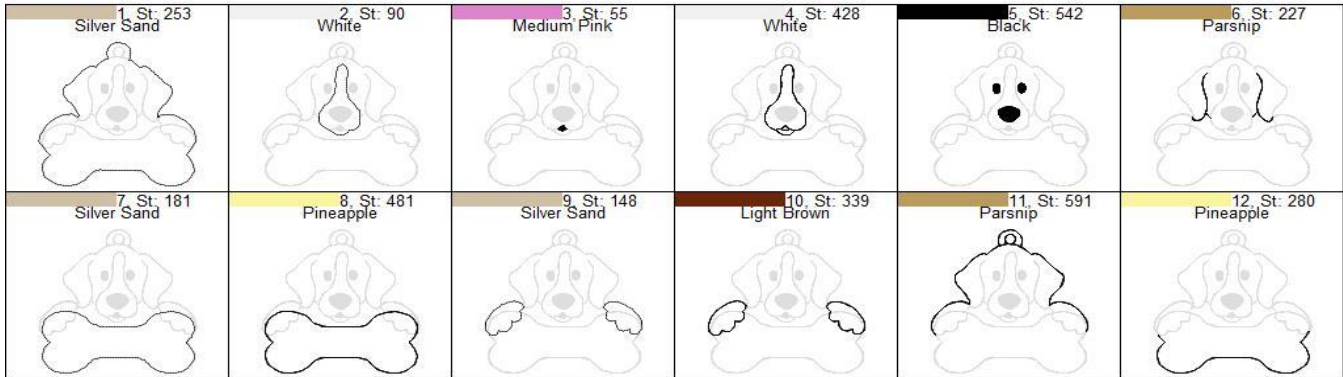 1, St: 253
Silver Sand
2, St: 90
White
3, St: 55
Medium Pink
4, St: 428
White
5, St: 542
Black
6, St: 227
Parsnip
7, St: 181
Silver Sand
8, St: 481
Pineapple
9, St: 148
Silver Sand
10, St: 339
Light Brown
11, St: 591
Parsnip
12, St: 280
Pineapple